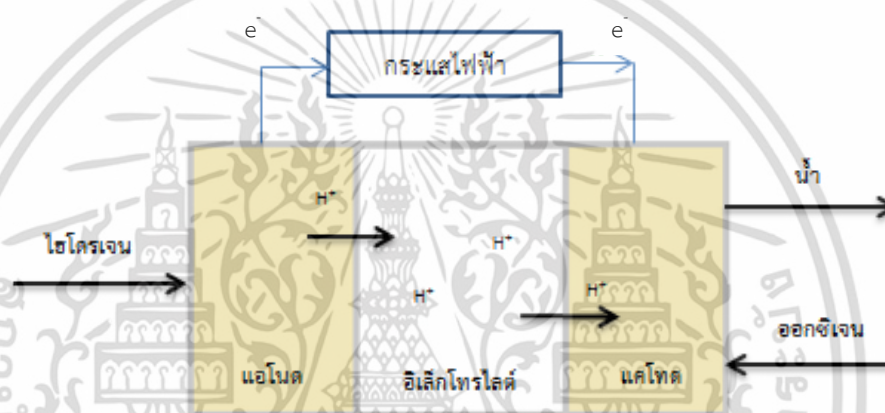 e⁻ e⁻
กระแสไฟฟ้า
น้ำ
H⁺
ไฮโดรเจน H⁺
H⁺ H⁺
ออกซิเจน
แอโนด อิเล็กโทรไลต์ แคโทด